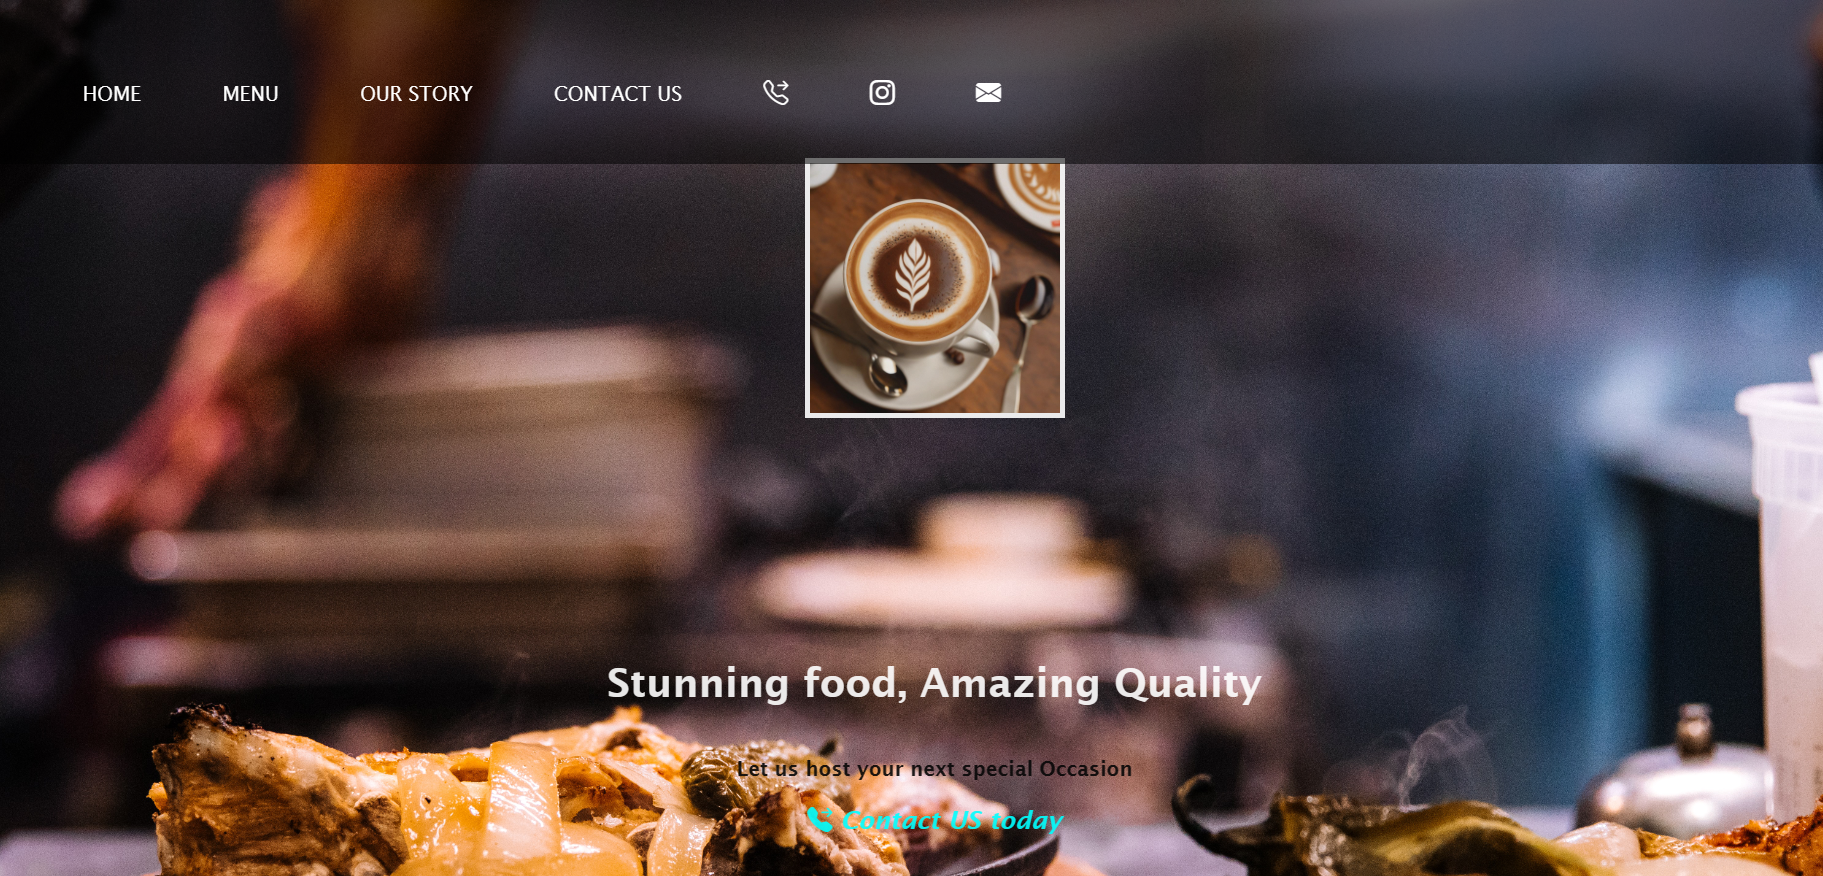 HOME MENU OUR STORY CONTACT US
Stunning food, Amazing Quality
Let us host your next special Occasion
Contact US today